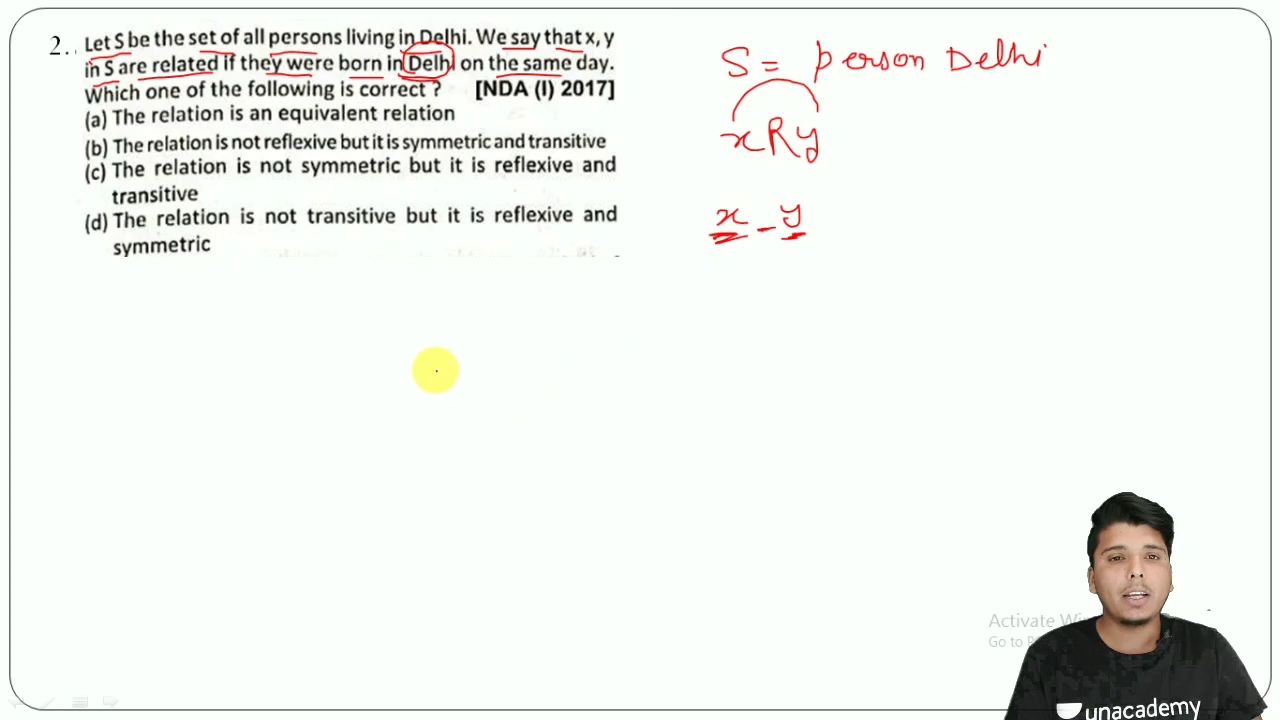 2. Let S be the set of all persons living in Delhi. We say that x, y
in S are related if they were born in Delhi on the same day.
Which one of the following is correct ? [NDA (I) 2017]
(a) The relation is an equivalent relation
(b) The relation is not reflexive but it is symmetric and transitive
(c) The relation is not symmetric but it is reflexive and
transitive
(d) The relation is not transitive but it is reflexive and
symmetric
S = person Delhi
x R y
x - y
Activate
Go to
unacademy